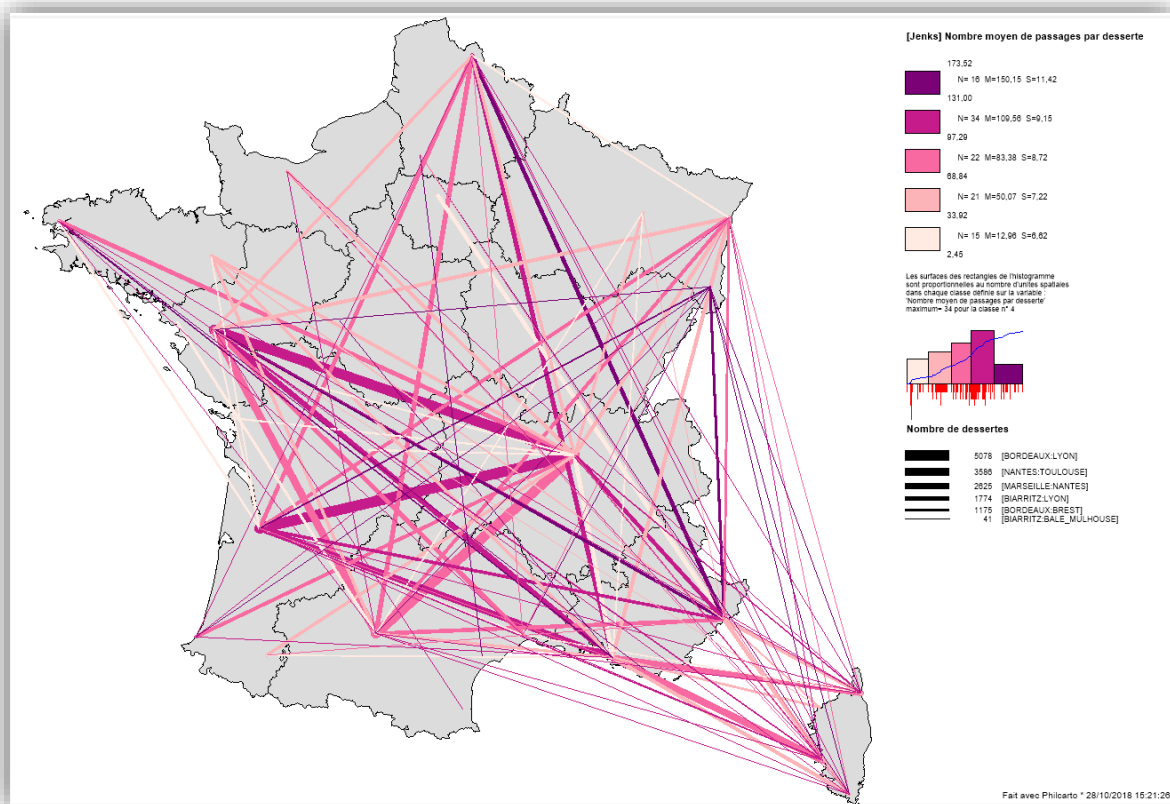 [Jenks] Nombre moyen de passages par desserte
173,52
N= 16 M=150,15 S=11,42
131,00
N= 34 M=109,56 S=9,15
97,29
N= 22 M=83,38 S=8,72
68,84
N= 21 M=50,07 S=7,22
33,92
N= 15 M=12,96 S=6,62
2,45
Les surfaces des rectangles de l'histogramme
sont proportionnelles au nombre d'unites spatiales
dans chaque classe définie sur la variable :
'Nombre moyen de passages par desserte'
maximum= 34 pour la classe n° 4
Nombre de dessertes
5078 [BORDEAUX:LYON]
3586 [NANTES:TOULOUSE]
2625 [MARSEILLE:NANTES]
1774 [BIARRITZ:LYON]
1175 [BORDEAUX:BREST]
41 [BIARRITZ:BALE_MULHOUSE]
Fait avec Philcarto * 28/10/2018 15:21:26